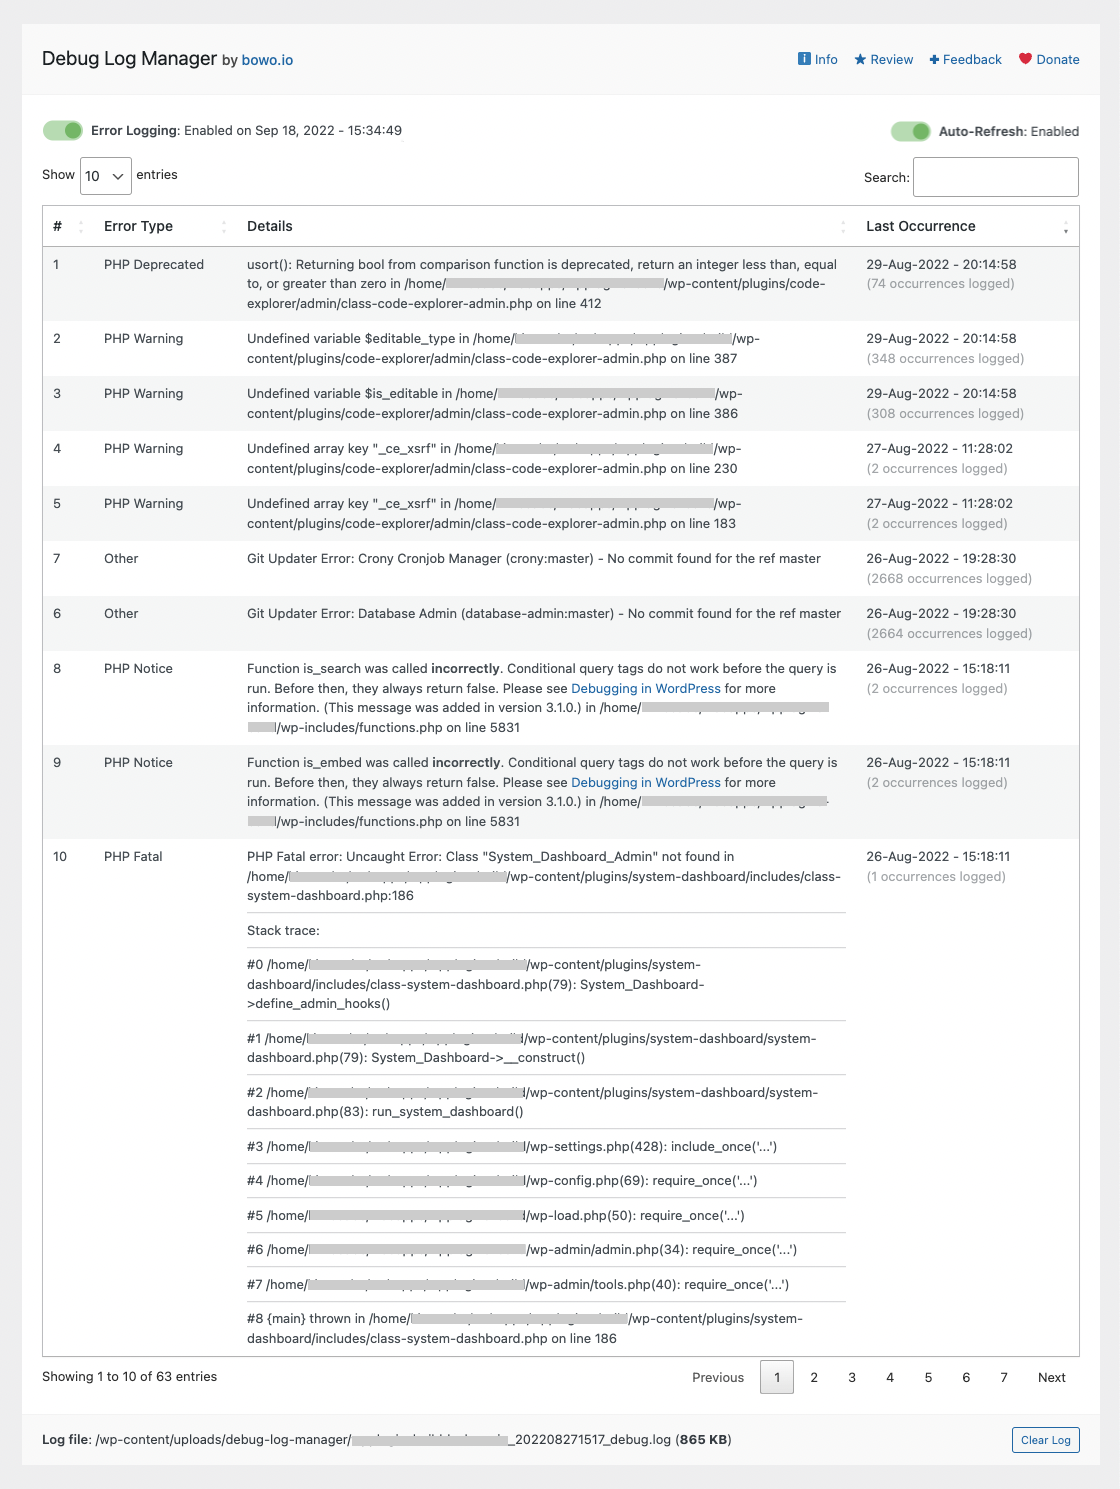 Debug Log Manager by bowo.io
Info Review Feedback Donate
Error Logging: Enabled on Sep 18, 2022 - 15:34:49
Auto-Refresh: Enabled
Show 10 entries
Search:
# Error Type Details Last Occurrence
1 PHP Deprecated usort(): Returning bool from comparison function is deprecated, return an integer less than, equal 29-Aug-2022 - 20:14:58
to, or greater than zero in /home/ /wp-content/plugins/code- (74 occurrences logged)
explorer/admin/class-code-explorer-admin.php on line 412
2 PHP Warning Undefined variable $editable_type in /home/ /wp- 29-Aug-2022 - 20:14:58
content/plugins/code-explorer/admin/class-code-explorer-admin.php on line 387 (348 occurrences logged)
3 PHP Warning Undefined variable $is_editable in /home/ /wp- 29-Aug-2022 - 20:14:58
content/plugins/code-explorer/admin/class-code-explorer-admin.php on line 386 (308 occurrences logged)
4 PHP Warning Undefined array key "_ce_xsrf" in /home/ /wp- 27-Aug-2022 - 11:28:02
content/plugins/code-explorer/admin/class-code-explorer-admin.php on line 230 (2 occurrences logged)
5 PHP Warning Undefined array key "_ce_xsrf" in /home/ /wp- 27-Aug-2022 - 11:28:02
content/plugins/code-explorer/admin/class-code-explorer-admin.php on line 183 (2 occurrences logged)
7 Other Git Updater Error: Crony Cronjob Manager (crony:master) - No commit found for the ref master 26-Aug-2022 - 19:28:30
(2668 occurrences logged)
6 Other Git Updater Error: Database Admin (database-admin:master) - No commit found for the ref master 26-Aug-2022 - 19:28:30
(2664 occurrences logged)
8 PHP Notice Function is_search was called incorrectly. Conditional query tags do not work before the query is 26-Aug-2022 - 15:18:11
run. Before then, they always return false. Please see Debugging in WordPress for more (2 occurrences logged)
information. (This message was added in version 3.1.0.) in /home/
/wp-includes/functions.php on line 5831
9 PHP Notice Function is_embed was called incorrectly. Conditional query tags do not work before the query is 26-Aug-2022 - 15:18:11
run. Before then, they always return false. Please see Debugging in WordPress for more (2 occurrences logged)
information. (This message was added in version 3.1.0.) in /home/
/wp-includes/functions.php on line 5831
10 PHP Fatal PHP Fatal error: Uncaught Error: Class "System_Dashboard_Admin" not found in 26-Aug-2022 - 15:18:11
/home/ /wp-content/plugins/system-dashboard/includes/class- (1 occurrences logged)
system-dashboard.php:186
Stack trace:
#0 /home/ /wp-content/plugins/system-
dashboard/includes/class-system-dashboard.php(79): System_Dashboard-
>define_admin_hooks()
#1 /home/ /wp-content/plugins/system-dashboard/system-
dashboard.php(79): System_Dashboard->__construct()
#2 /home/ /wp-content/plugins/system-dashboard/system-
dashboard.php(83): run_system_dashboard()
#3 /home/ /wp-settings.php(428): include_once('...')
#4 /home/ /wp-config.php(69): require_once('...')
#5 /home/ /wp-load.php(50): require_once('...')
#6 /home/ /wp-admin/admin.php(34): require_once('...')
#7 /home/ /wp-admin/tools.php(40): require_once('...')
#8 {main} thrown in /home/ /wp-content/plugins/system-
dashboard/includes/class-system-dashboard.php on line 186
Showing 1 to 10 of 63 entries
Previous 1 2 3 4 5 6 7 Next
Log file: /wp-content/uploads/debug-log-manager/ _202208271517_debug.log (865 KB)
Clear Log